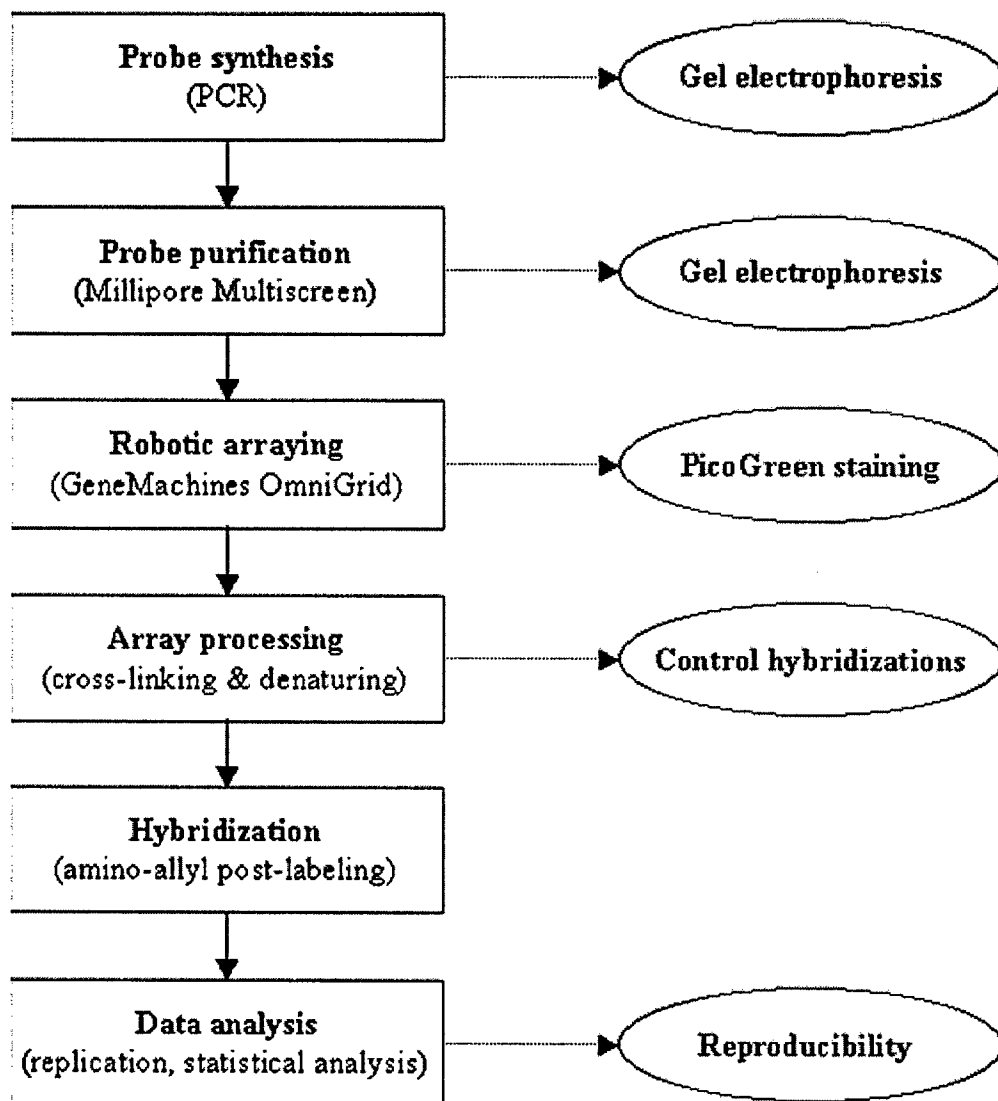 Probe synthesis
(PCR)
Gel electrophoresis
Probe purification
(Millipore Multiscreen)
Gel electrophoresis
Robotic arraying
(GeneMachines OmniGrid)
PicoGreen staining
Array processing
(cross-linking & denaturing)
Control hybridizations
Hybridization
(amino-allyl post-labeling)
Data analysis
(replication, statistical analysis)
Reproducibility